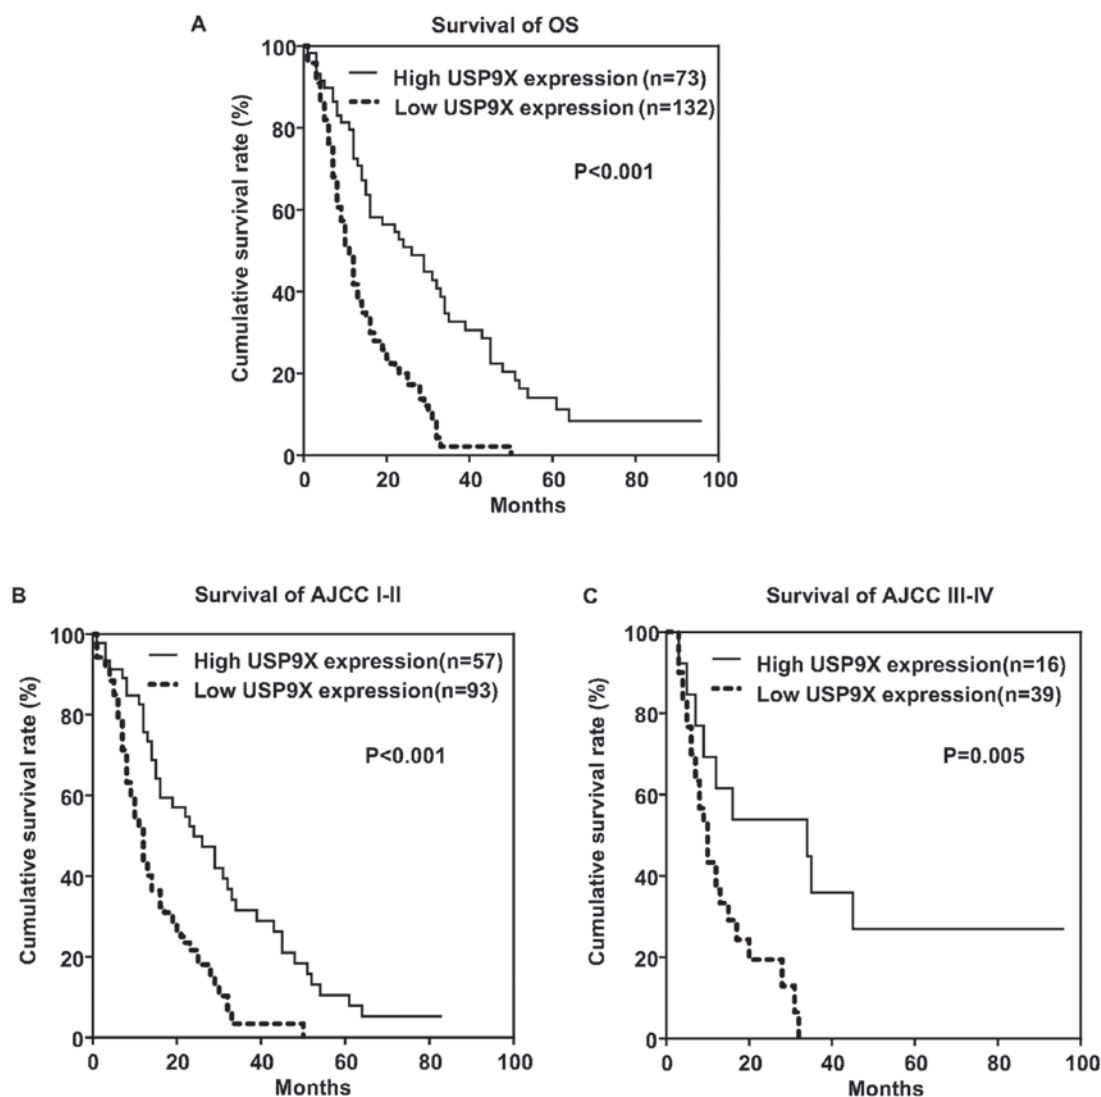 A
Survival of OS
High USP9X expression (n=73)
Low USP9X expression (n=132)
P<0.001
Cumulative survival rate (%)
100
80
60
40
20
0
0 20 40 60 80 100
Months
B
Survival of AJCC I-II
High USP9X expression(n=57)
Low USP9X expression(n=93)
P<0.001
Cumulative survival rate (%)
100
80
60
40
20
0
0 20 40 60 80 100
Months
C
Survival of AJCC III-IV
High USP9X expression(n=16)
Low USP9X expression(n=39)
P=0.005
Cumulative survival rate (%)
100
80
60
40
20
0
0 20 40 60 80 100
Months